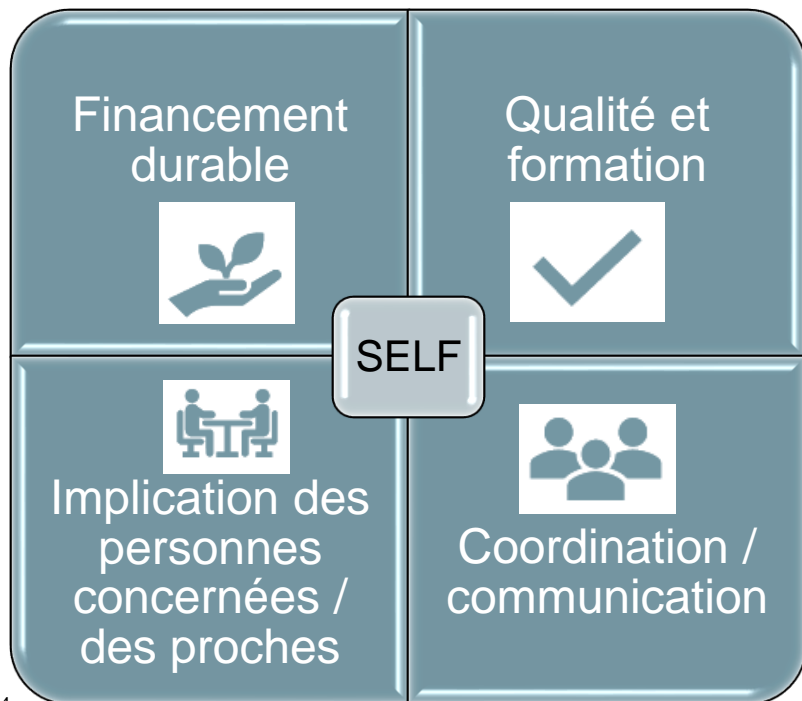 Financement
durable
Qualité et
formation
SELF
Implication des
personnes
concernées /
des proches
Coordination /
communication